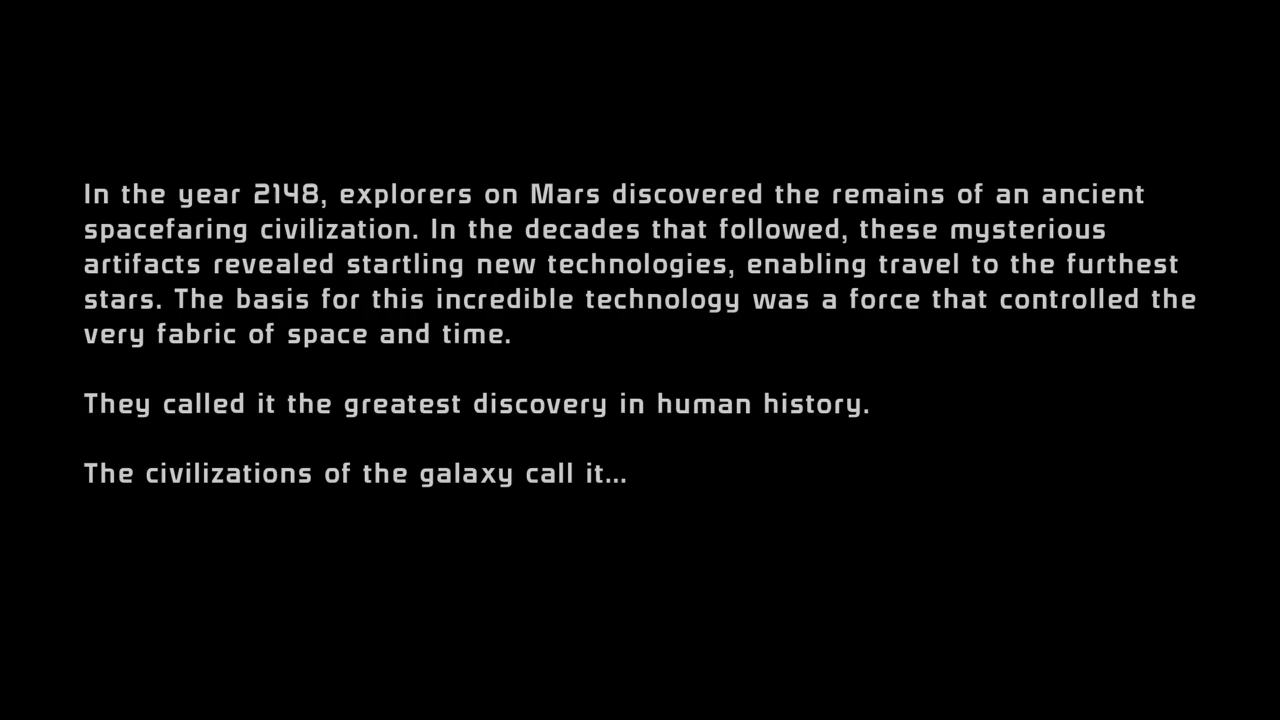 In the year 2148, explorers on Mars discovered the remains of an ancient
spacefaring civilization. In the decades that followed, these mysterious
artifacts revealed startling new technologies, enabling travel to the furthest
stars. The basis for this incredible technology was a force that controlled the
very fabric of space and time.
They called it the greatest discovery in human history.
The civilizations of the galaxy call it...